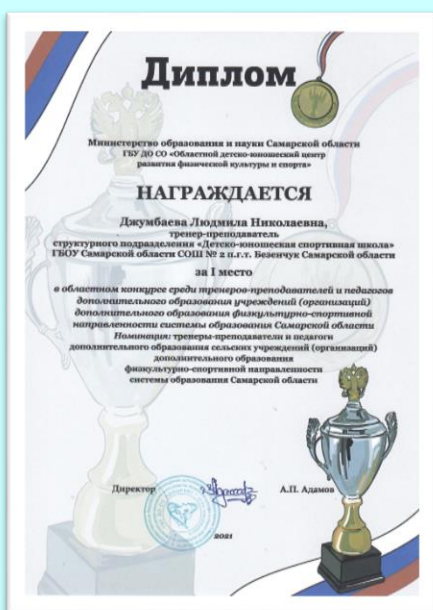 Диплом
Министерство образования и науки Самарской области
ГБУ ДО СО «Областной детско-юношеский центр
развития физической культуры и спорта»
НАГРАЖДАЕТСЯ
Джумбаева Людмила Николаевна,
тренер-преподаватель
структурного подразделения «Детско-юношеская спортивная школа»
ГБОУ Самарской области СОШ № 2 п.г.т. Безенчук Самарской области
за I место
в областном конкурсе среди тренеров-преподавателей и педагогов
дополнительного образования учреждений (организаций)
дополнительного образования физкультурно-спортивной
направленности системы образования Самарской области
Номинация: тренеры-преподаватели и педагоги
дополнительного образования сельских учреждений (организаций)
дополнительного образования
физкультурно-спортивной направленности
системы образования Самарской области
Директор
А.П. Адамов
2021